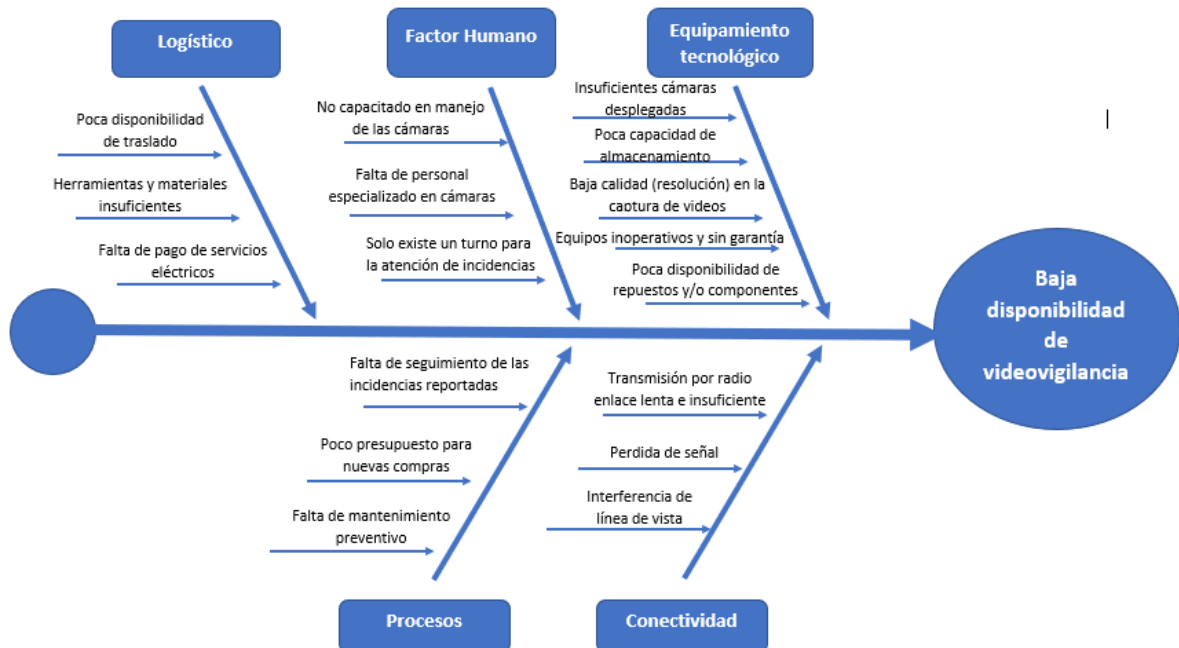 Logístico
Factor Humano
Equipamiento
tecnológico
Poca disponibilidad
de traslado
Herramientas y materiales
insuficientes
Falta de pago de servicios
eléctricos
No capacitado en manejo
de las cámaras
Falta de personal
especializado en cámaras
Solo existe un turno para
la atención de incidencias
Insuficientes cámaras
desplegadas
Poca capacidad de
almacenamiento
Baja calidad (resolución) en la
caotura de videos
Equipos inoperativos y sin garantía
Poca disponibilidad de
repuestos y/o componentes
Baja
disponibilidad
de
videovigilancia
Falta de seguimiento de las
incidencias reportadas
Poco presupuesto para
nuevas compras
Falta de mantenimiento
preventivo
Transmisión por radio
enlace lenta e insuficiente
Perdida de señal
Interferencia de
línea de vista
Procesos
Conectividad